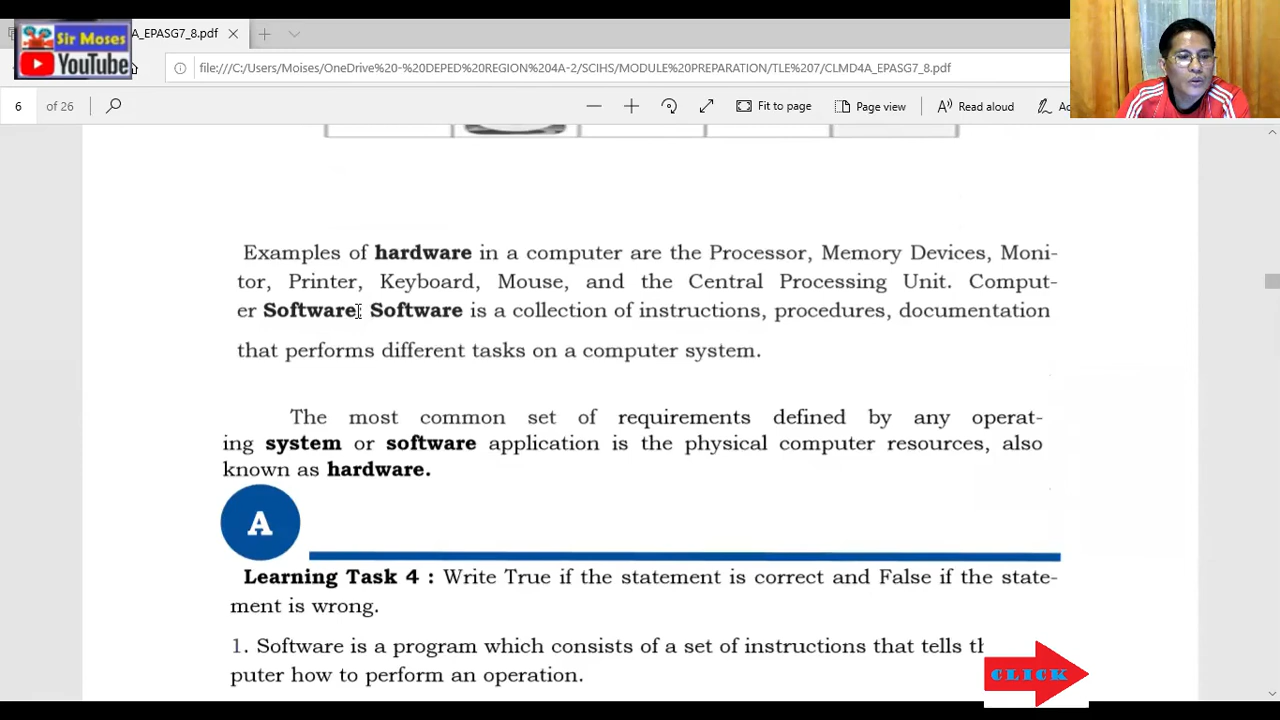 Sir Moses
YouTube
A_EPASG7_8.pdf
file:///C:/Users/Moises/OneDrive%20-%20DEPED%20REGION%204A-2/SCIHS/MODULE%20PREPARATION/TLE%207/CLMD4A_EPASG7_8.pdf
6 of 26
Fit to page
Page view
Read aloud
Examples of hardware in a computer are the Processor, Memory Devices, Moni-
tor, Printer, Keyboard, Mouse, and the Central Processing Unit. Comput-
er Software Software is a collection of instructions, procedures, documentation
that performs different tasks on a computer system.
The most common set of requirements defined by any operat-
ing system or software application is the physical computer resources, also
known as hardware.
A
Learning Task 4 : Write True if the statement is correct and False if the state-
ment is wrong.
1. Software is a program which consists of a set of instructions that tells
puter how to perform an operation.
CLICK